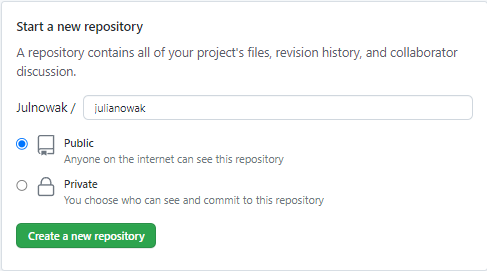 Start a new repository
A repository contains all of your project's files, revision history, and collaborator
discussion.
Julnowak / julianowak
Public
Anyone on the internet can see this repository
Private
You choose who can see and commit to this repository
Create a new repository